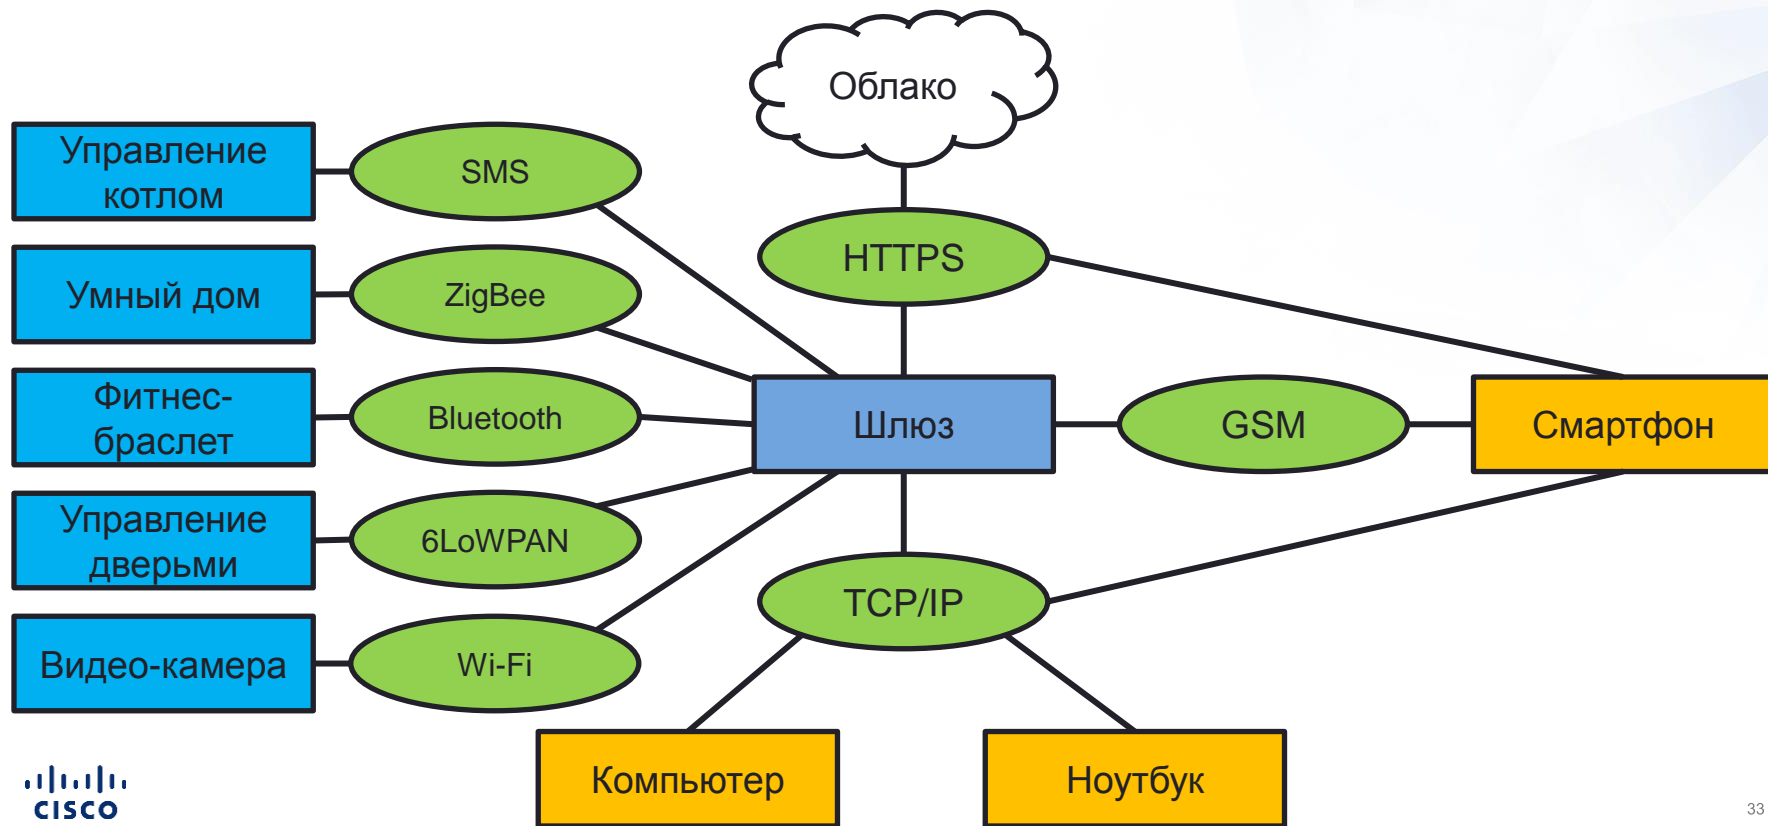 Облако
Управление
котлом
SMS
HTTPS
Умный дом
ZigBee
Фитнес-
браслет
Bluetooth
Шлюз
GSM
Смартфон
Управление
дверьми
6LoWPAN
TCP/IP
Видео-камера
Wi-Fi
Компьютер
Ноутбук
CISCO
33